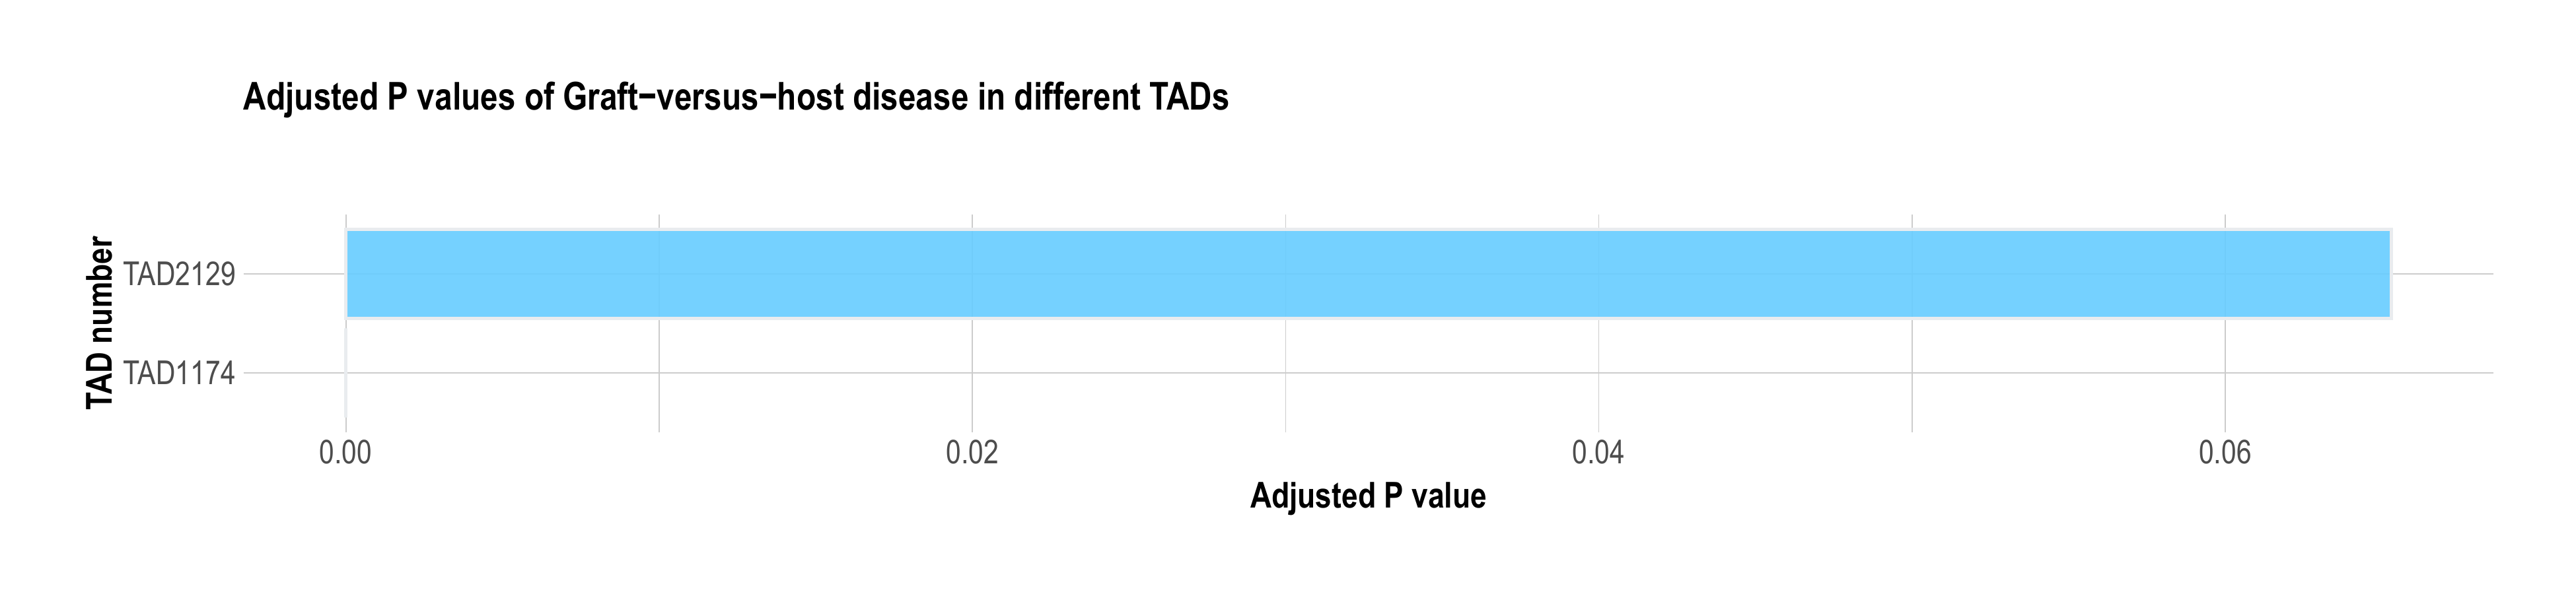 Adjusted P values of Graft−versus−host disease in different TADs
TAD number
TAD2129
TAD1174
0.00 0.02 0.04 0.06
Adjusted P value